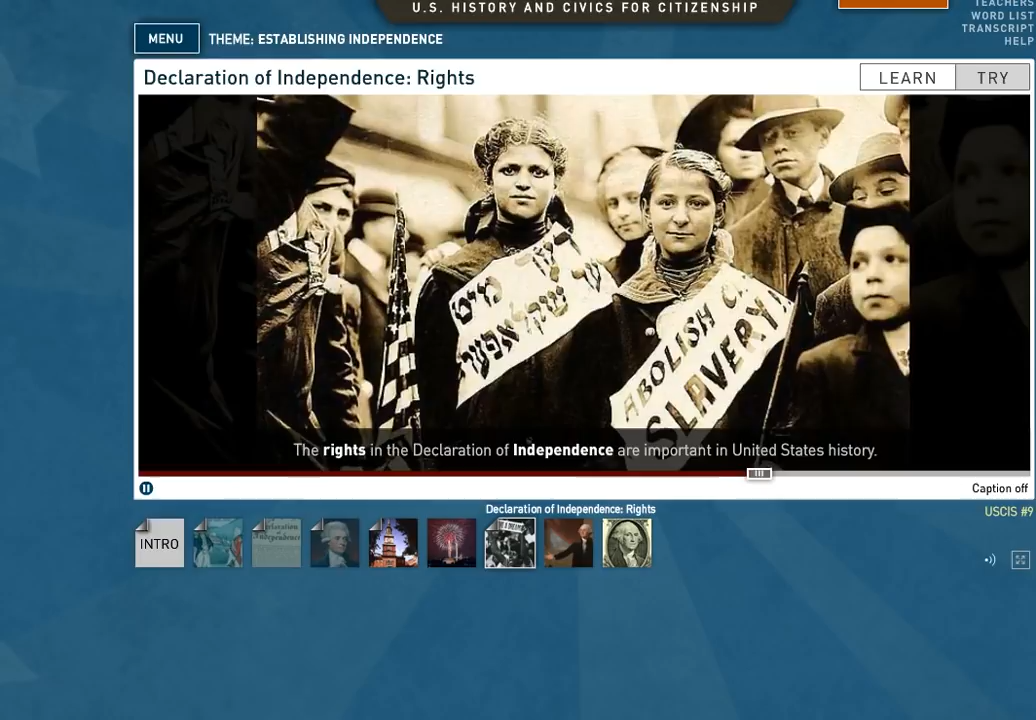 U.S. HISTORY AND CIVICS FOR CITIZENSHIP
TEACHERS
WORD LIST
TRANSCRIPT
HELP
MENU
THEME: ESTABLISHING INDEPENDENCE
Declaration of Independence: Rights
LEARN
TRY
ABOLISH
SLAVERY!
The rights in the Declaration of Independence are important in United States history.
Caption off
Declaration of Independence: Rights
USCIS #9
INTRO